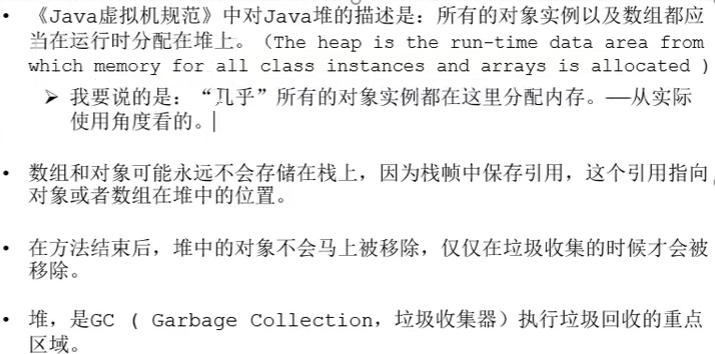 • 《Java虚拟机规范》中对Java堆的描述是：所有的对象实例以及数组都应
当在运行时分配在堆上。（The heap is the run-time data area from
which memory for all class instances and arrays is allocated ）
➢ 我要说的是：“几乎”所有的对象实例都在这里分配内存。—从实际
使用角度看的。
• 数组和对象可能永远不会存储在栈上，因为栈帧中保存引用，这个引用指向
对象或者数组在堆中的位置。
• 在方法结束后，堆中的对象不会马上被移除，仅仅在垃圾收集的时候才会被
移除。
• 堆，是GC ( Garbage Collection，垃圾收集器）执行垃圾回收的重点
区域。